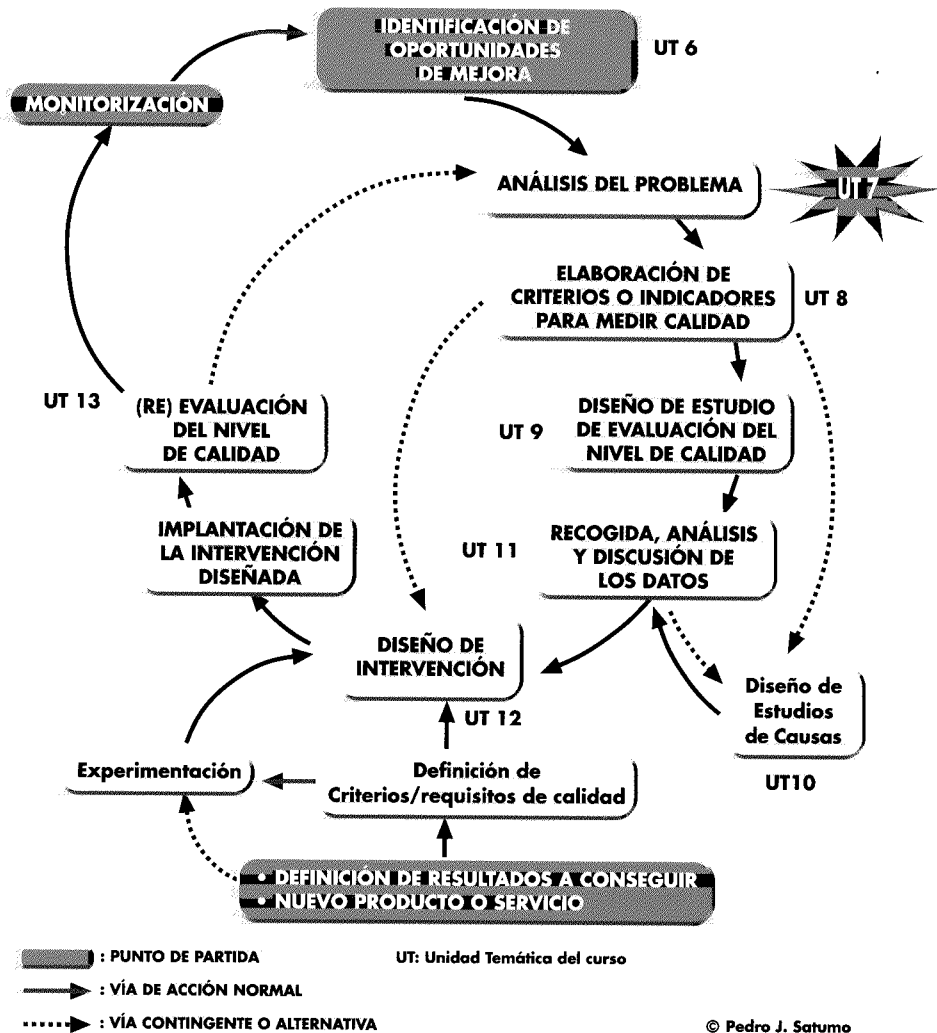 IDENTIFICACIÓN DE
OPORTUNIDADES
DE MEJORA
UT 6
MONITORIZACIÓN
ANÁLISIS DEL PROBLEMA
UT 7
ELABORACIÓN DE
CRITERIOS O INDICADORES
PARA MEDIR CALIDAD
UT 8
UT 13
(RE) EVALUACIÓN
DEL NIVEL
DE CALIDAD
UT 9
DISEÑO DE ESTUDIO
DE EVALUACIÓN DEL
NIVEL DE CALIDAD
IMPLANTACIÓN DE
LA INTERVENCIÓN
DISEÑADA
UT 11
RECOGIDA, ANÁLISIS
Y DISCUSIÓN DE
LOS DATOS
DISEÑO DE
INTERVENCIÓN
UT 12
Diseño de
Estudios
de Causas
UT10
Experimentación
Definición de
Criterios/requisitos de calidad
• DEFINICIÓN DE RESULTADOS A CONSEGUIR
• NUEVO PRODUCTO O SERVICIO
: PUNTO DE PARTIDA
UT: Unidad Temática del curso
: VÍA DE ACCIÓN NORMAL
: VÍA CONTINGENTE O ALTERNATIVA
© Pedro J. Satumo